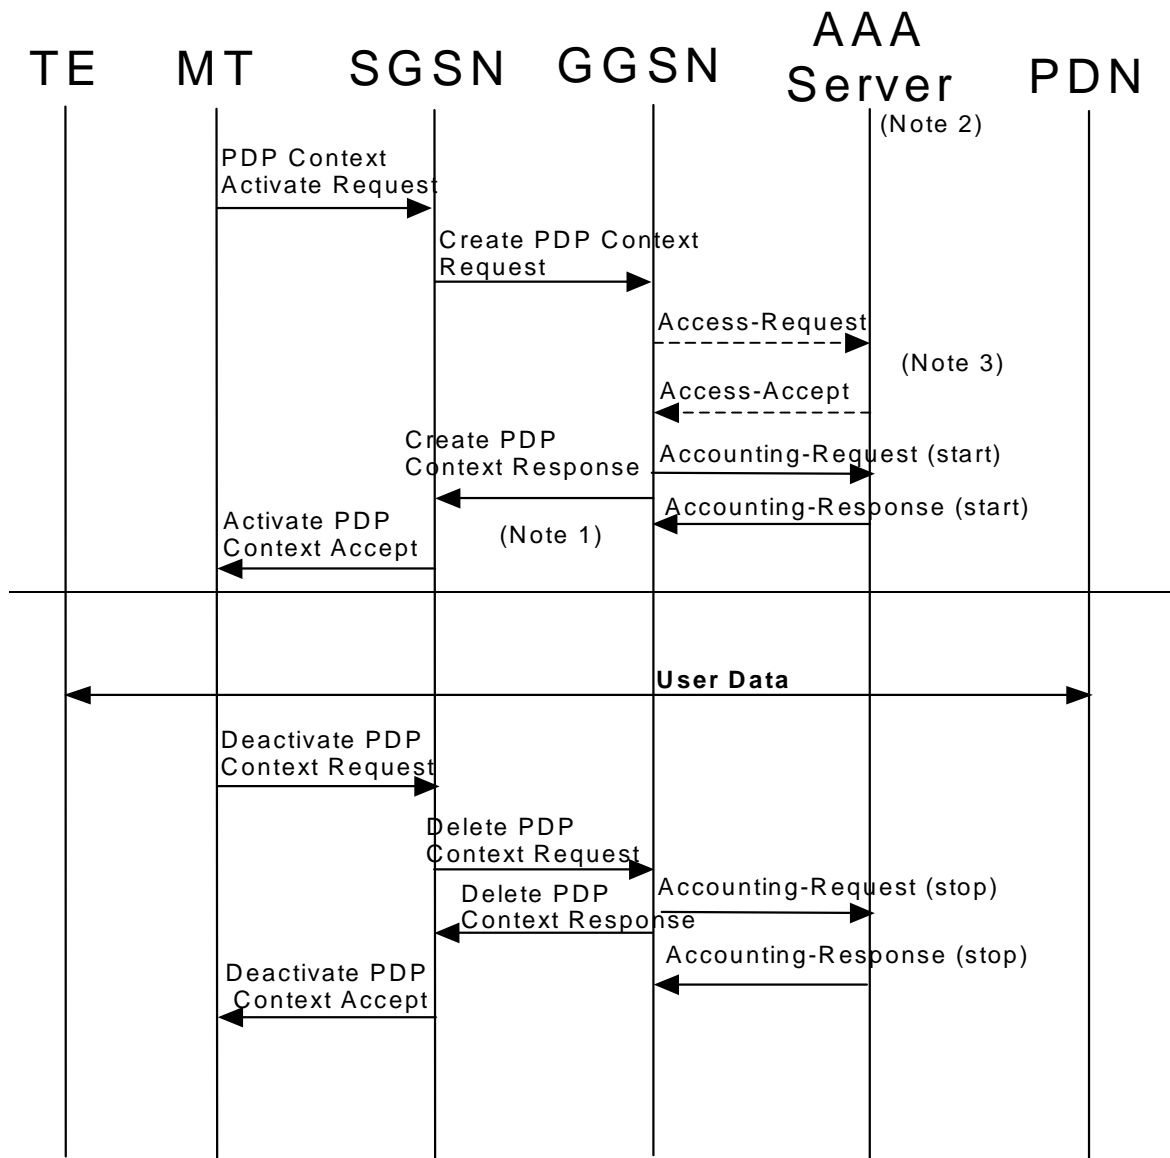 TE
MT
SGSN
GGSN
AAA
Server
PDN
(Note 2)
PDP Context
Activate Request
Create PDP Context
Request
Access-Request
(Note 3)
Access-Accept
Create PDP
Context Response
Accounting-Request (start)
Accounting-Response (start)
Activate PDP
Context Accept
(Note 1)
User Data
Deactivate PDP
Context Request
Delete PDP
Context Request
Accounting-Request (stop)
Delete PDP
Context Response
Accounting-Response (stop)
Deactivate PDP
Context Accept